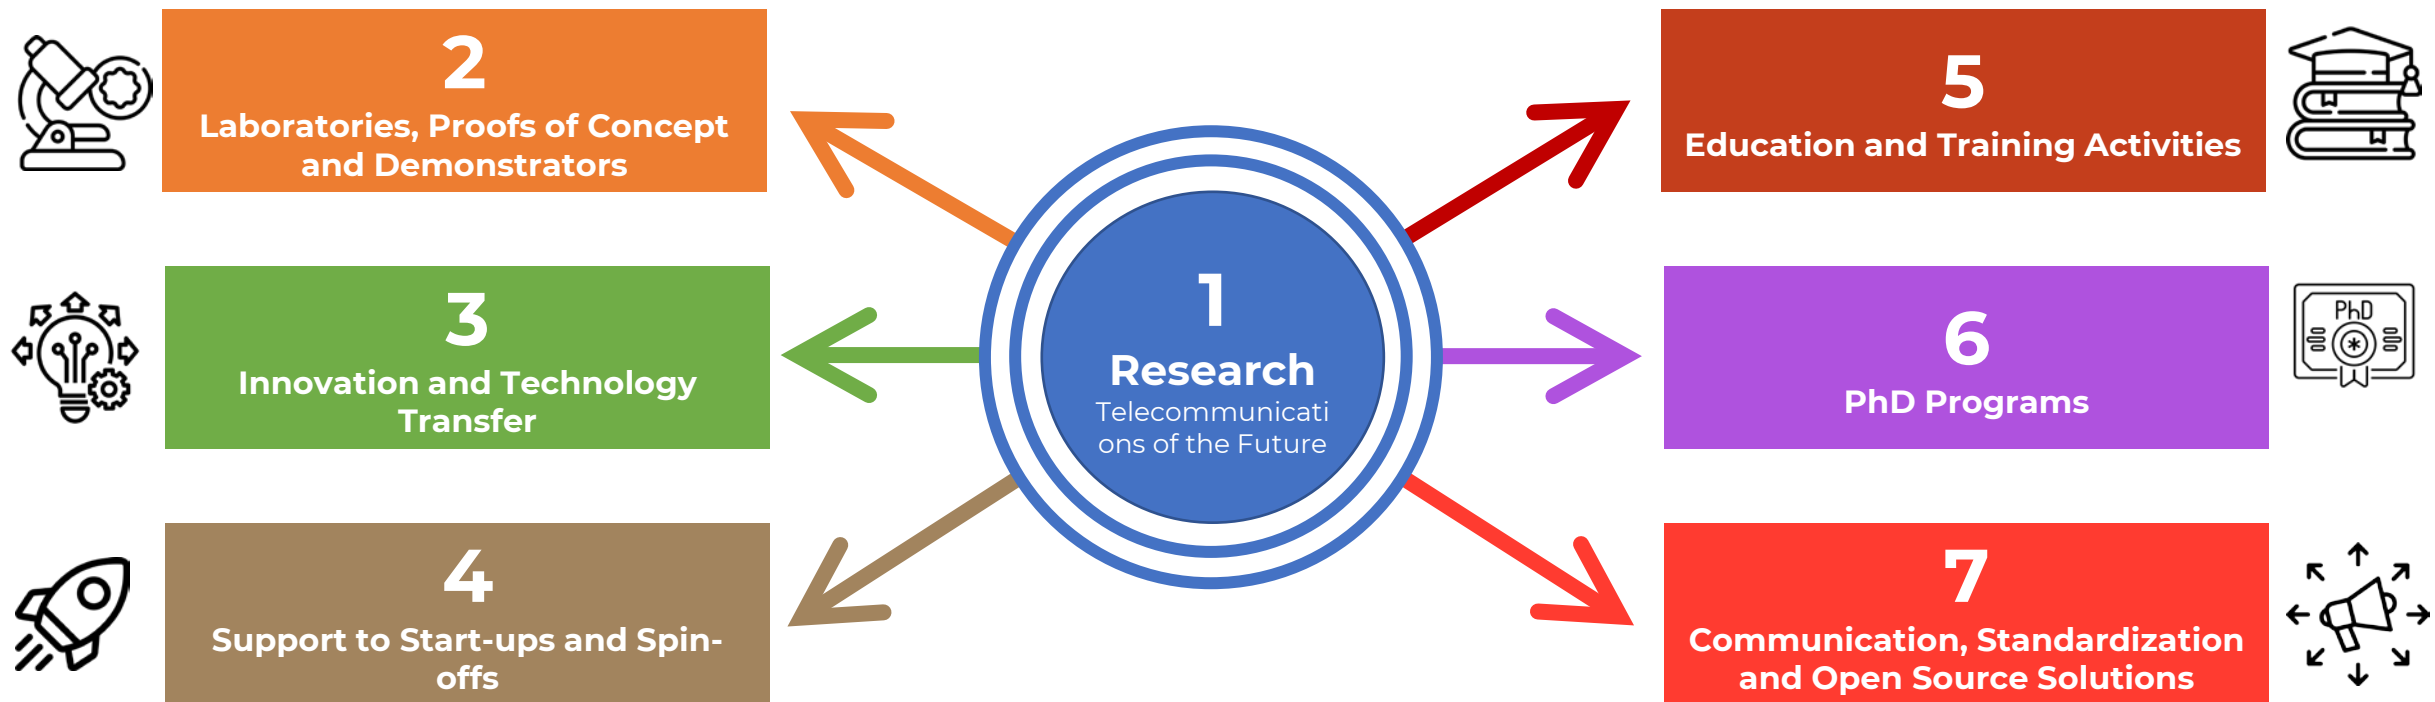 2
Laboratories, Proofs of Concept
and Demonstrators
3
Innovation and Technology
Transfer
4
Support to Start-ups and Spin-
offs
1
Research
Telecommunicati
ons of the Future
5
Education and Training Activities
6
PhD Programs
PhD
7
Communication, Standardization
and Open Source Solutions